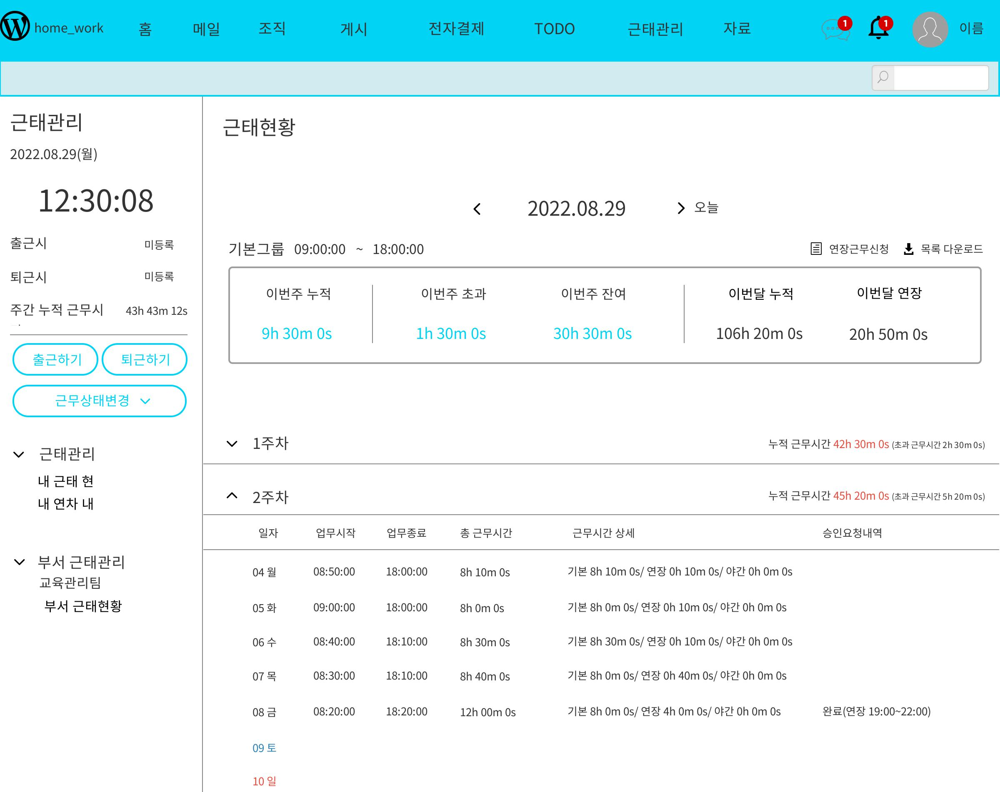 home_work 홈 메일 조직 게시 전자결제 TODO 근태관리 자료 1 1 이름
근태관리
2022.08.29(월)
12:30:08
출근시 미등록
퇴근시 미등록
주간 누적 근무시 43h 43m 12s
출근하기 퇴근하기
근무상태변경
근태관리
내 근태 현
내 연차 내
부서 근태관리
교육관리팀
부서 근태현황
근태현황
2022.08.29 오늘
기본그룹 09:00:00 ~ 18:00:00 연장근무신청 목록 다운로드
이번주 누적 이번주 초과 이번주 잔여 이번달 누적 이번달 연장
9h 30m 0s 1h 30m 0s 30h 30m 0s 106h 20m 0s 20h 50m 0s
1주차 누적 근무시간 42h 30m 0s (초과 근무시간 2h 30m 0s)
2주차 누적 근무시간 45h 20m 0s (초과 근무시간 5h 20m 0s)
일자 업무시작 업무종료 총 근무시간 근무시간 상세 승인요청내역
04 월 08:50:00 18:00:00 8h 10m 0s 기본 8h 10m 0s/ 연장 0h 10m 0s/ 야간 0h 0m 0s
05 화 09:00:00 18:00:00 8h 0m 0s 기본 8h 0m 0s/ 연장 0h 10m 0s/ 야간 0h 0m 0s
06 수 08:40:00 18:10:00 8h 30m 0s 기본 8h 30m 0s/ 연장 0h 10m 0s/ 야간 0h 0m 0s
07 목 08:30:00 18:10:00 8h 40m 0s 기본 8h 0m 0s/ 연장 0h 40m 0s/ 야간 0h 0m 0s
08 금 08:20:00 18:20:00 12h 00m 0s 기본 8h 0m 0s/ 연장 4h 0m 0s/ 야간 0h 0m 0s 완료(연장 19:00~22:00)
09 토
10 일